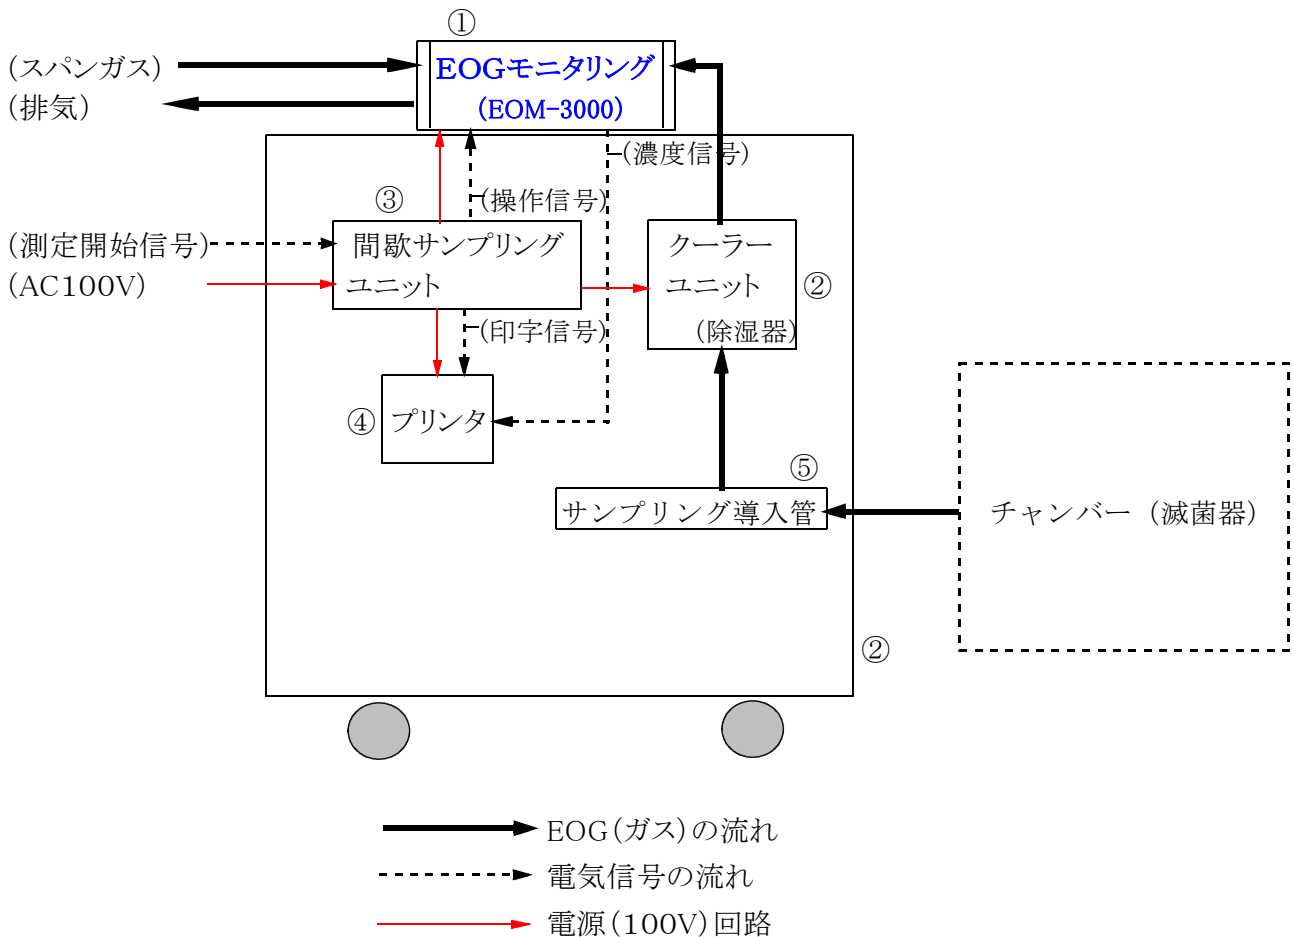 ①
(スパンガス)
EOGモニタリング
(排気)
(EOM-3000)
(濃度信号)
③
(操作信号)
(測定開始信号)
間歇サンプリング
ユニット
クーラー
ユニット
(除湿器)
②
(AC100V)
(印字信号)
④
プリンタ
⑤
サンプリング導入管
チャンバー (滅菌器)
②
EOG(ガス)の流れ
電気信号の流れ
電源(100V)回路